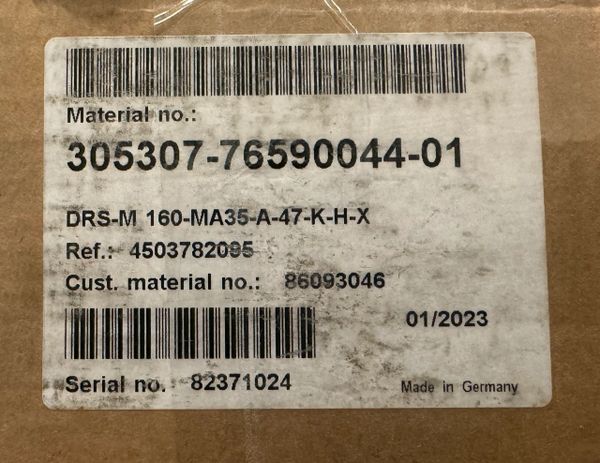 Material no.:
305307-76590044-01
DRS-M 160-MA35-A-47-K-H-X
Ref.: 4503782095
Cust. material no.: 86093046
01/2023
Serial no. 82371024
Made in Germany